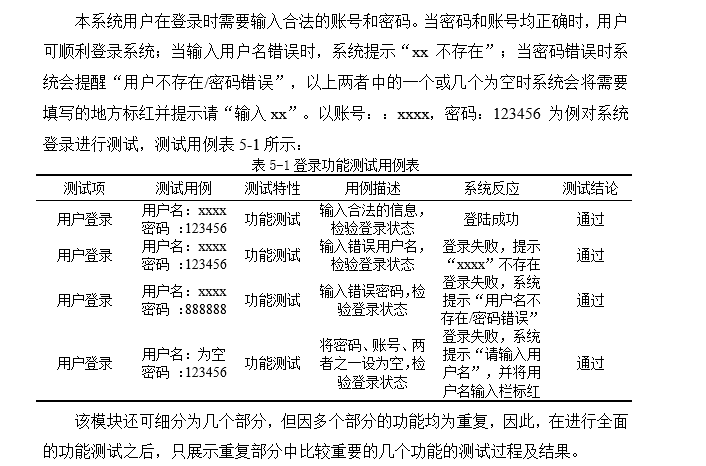 本系统用户在登录时需要输入合法的账号和密码。当密码和账号均正确时，用户
可顺利登录系统；当输入用户名错误时，系统提示“xx 不存在”；当密码错误时系
统会提醒“用户不存在/密码错误”，以上两者中的一个或几个为空时系统会将需要
填写的地方标红并提示请“输入 xx”。以账号：：xxxx，密码：123456 为例对系统
登录进行测试，测试用例表 5-1 所示：
表 5-1 登录功能测试用例表
测试项 测试用例 测试特性 用例描述 系统反应 测试结论
用户登录 用户名：xxxx 功能测试 输入合法的信息， 登陆成功 通过
密码 :123456 检验登录状态
用户登录 用户名：xxxx 功能测试 输入错误用户名， 登录失败，提示 通过
密码 :123456 检验登录状态 “xxxx”不存在
用户登录 用户名：xxxx 功能测试 输入错误密码，检 登录失败，系统 通过
密码 :888888 验登录状态 提示“用户名不
存在/密码错误”
用户登录 用户名：为空 功能测试 将密码、账号、两 登录失败，系统 通过
密码 :123456 者之一设为空，检 提示“请输入用
验登录状态 户名”，并将用
户名输入栏标红
该模块还可细分为几个部分，但因多个部分的功能均为重复，因此，在进行全面
的功能测试之后，只展示重复部分中比较重要的几个功能的测试过程及结果。